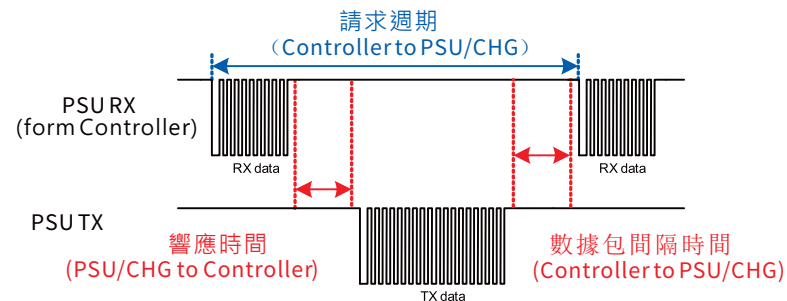 請求週期
（Controller to PSU/CHG）
PSU RX
(form Controller)
RX data
RX data
PSU TX
響應時間
(PSU/CHG to Controller)
數據包間隔時間
(Controller to PSU/CHG)
TX data